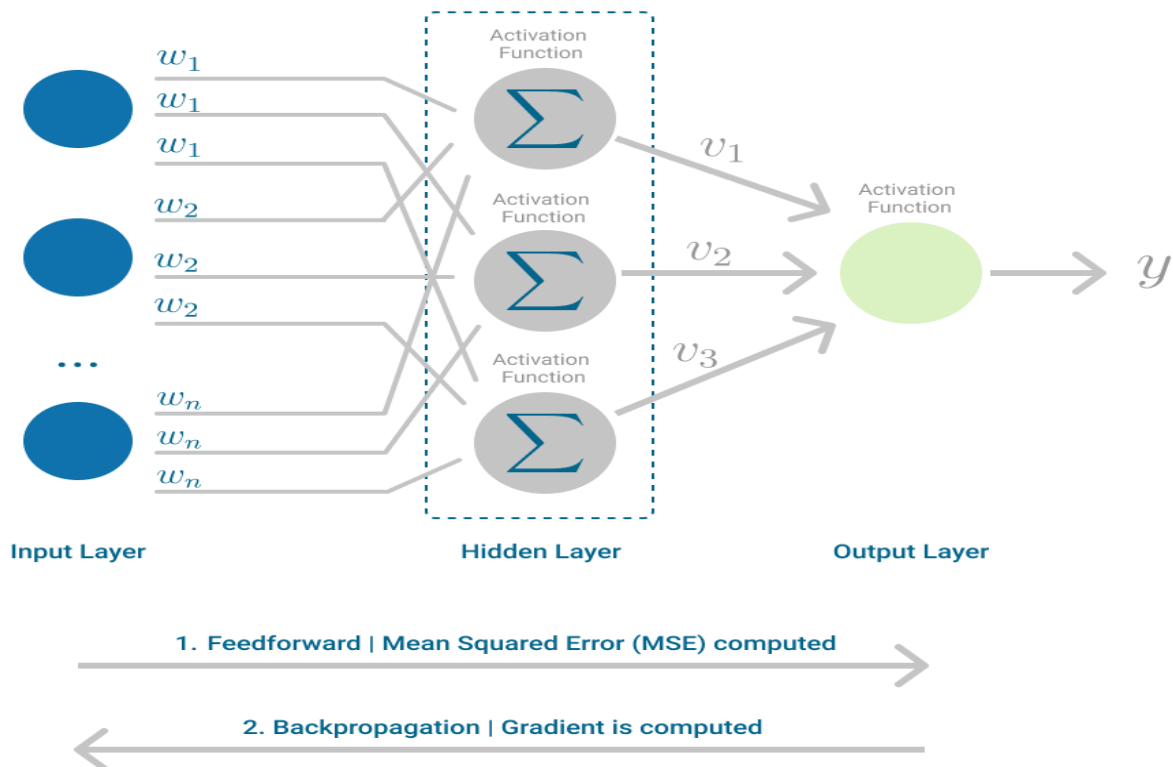 w₁
w₁
w₁
w₂
w₂
w₂
...
wₙ
wₙ
wₙ
Activation
Function
Σ
Activation
Function
Σ
Activation
Function
Σ
v₁
v₂
v₃
Activation
Function
y
Input Layer
Hidden Layer
Output Layer
1. Feedforward | Mean Squared Error (MSE) computed
2. Backpropagation | Gradient is computed